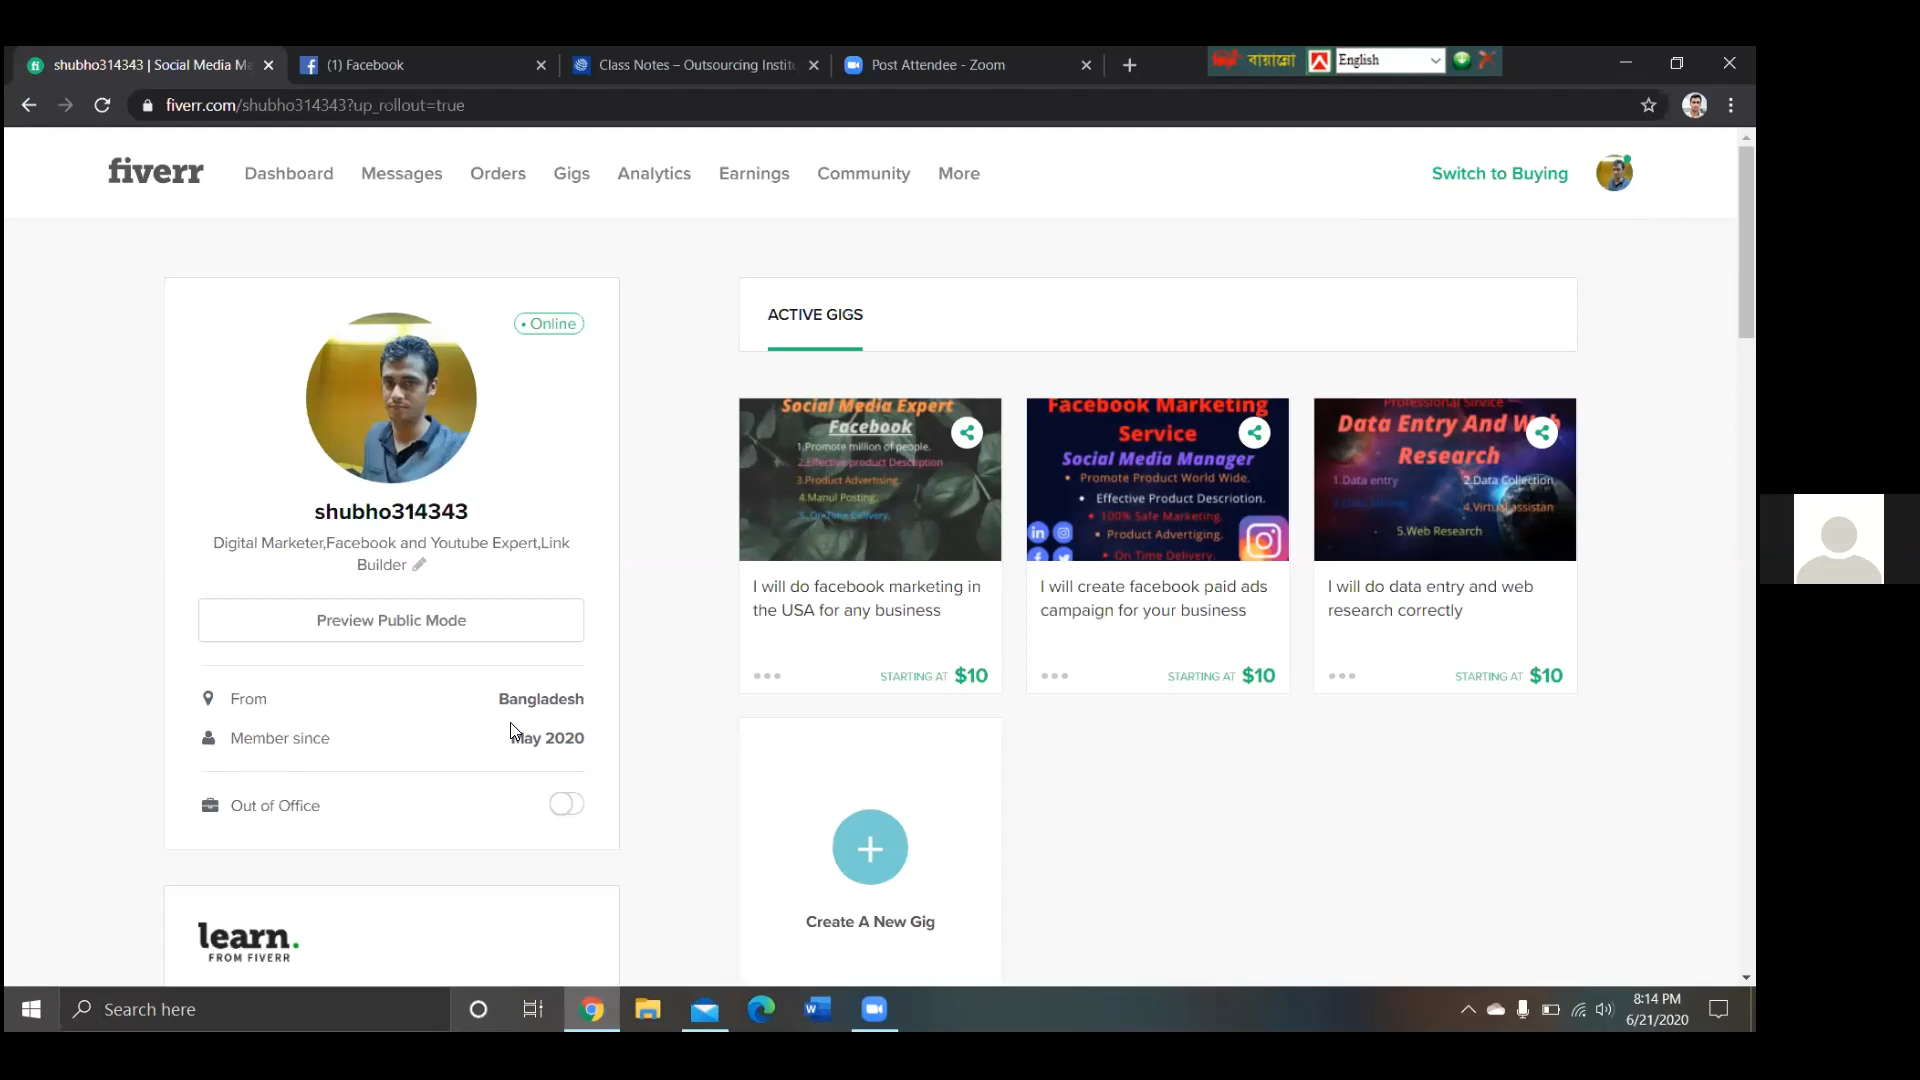 shubho314343 | Social Media M
(1) Facebook
Class Notes – Outsourcing Institu
Post Attendee - Zoom
বায়ান্নো
English
fiverr.com/shubho314343?up_rollout=true
fiverr
Dashboard
Messages
Orders
Gigs
Analytics
Earnings
Community
More
Switch to Buying
• Online
shubho314343
Digital Marketer,Facebook and Youtube Expert,Link
Builder
Preview Public Mode
From
Bangladesh
Member since
May 2020
Out of Office
learn.
FROM FIVERR
ACTIVE GIGS
Social Media Expert
Facebook
1.Promote million of people.
2.Effective product Description
3.Product Advertising.
4.Manul Posting.
5. On Time Delivery.
I will do facebook marketing in
the USA for any business
STARTING AT $10
Facebook Marketing
Service
Social Media Manager
• Promote Product World Wide.
• Effective Product Descriotion.
• 100% Safe Marketing.
• Product Advertiging.
• On Time Delivery.
I will create facebook paid ads
campaign for your business
STARTING AT $10
Professional Sirvice
Data Entry And Web
Research
1.Data entry
2.Data Collection.
4.Virtual assistan
5.Web Research
I will do data entry and web
research correctly
STARTING AT $10
Create A New Gig
Search here
8:14 PM
6/21/2020